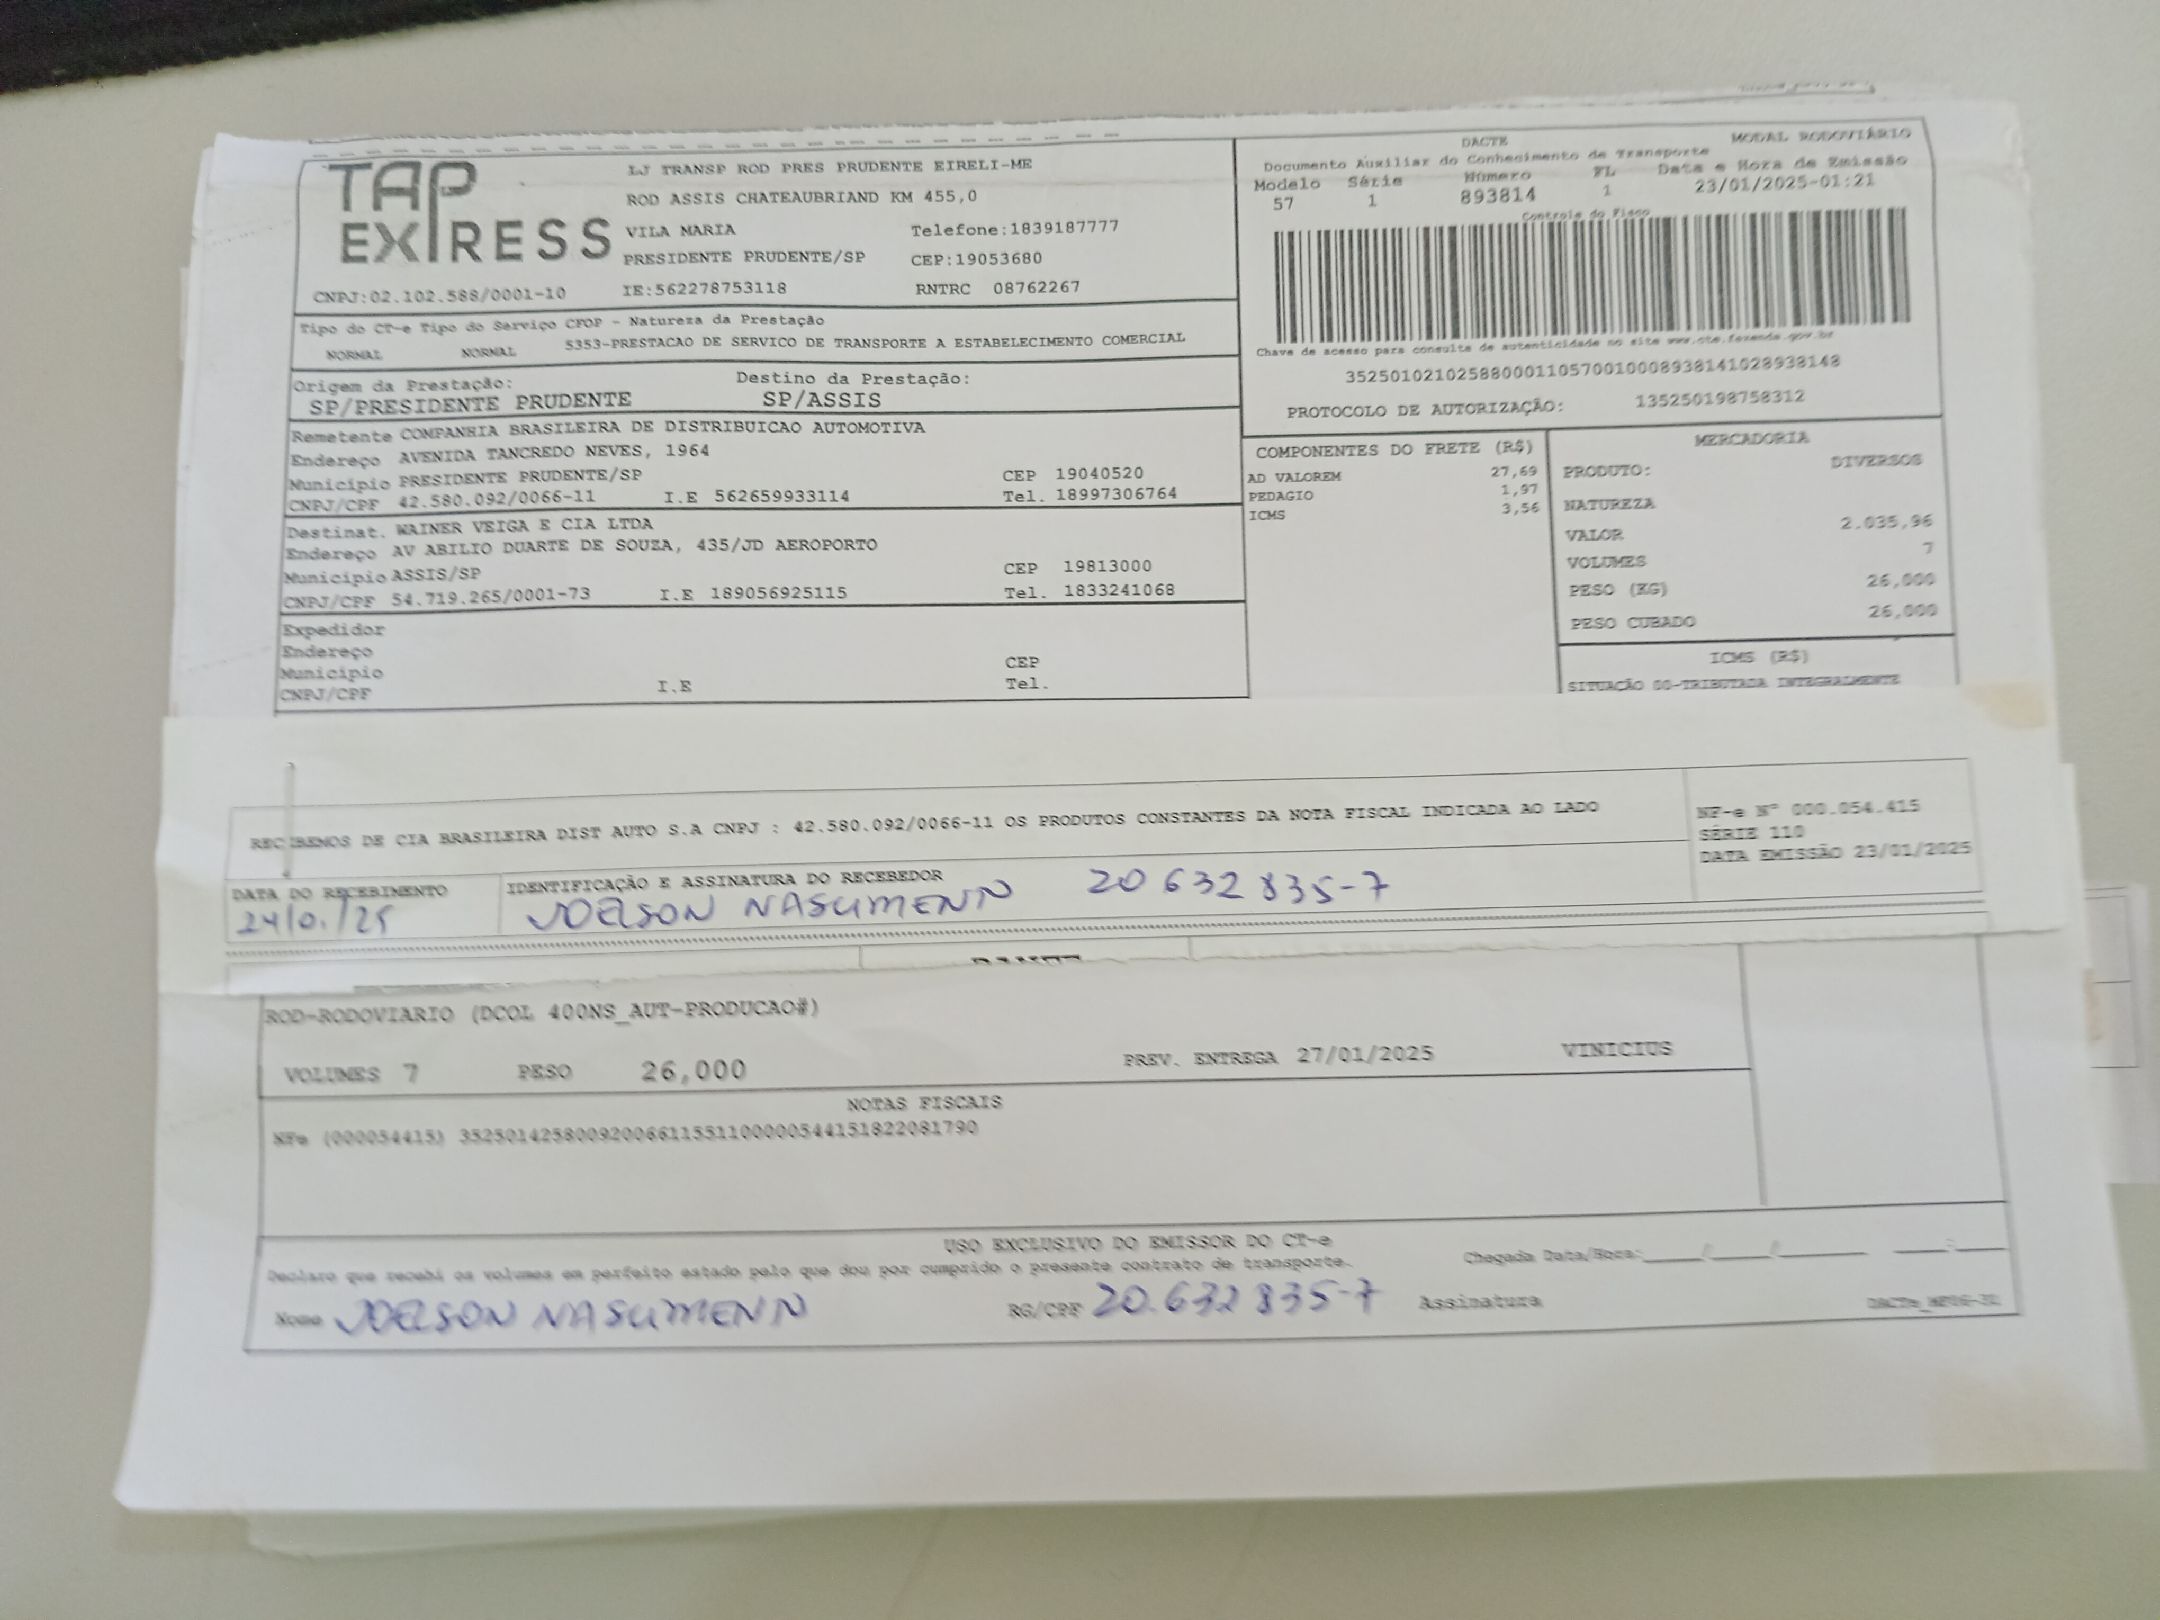 TAP EXPRESS
LJ TRANSP ROD PRES PRUDENTE EIRELI-ME
ROD ASSIS CHATEAUBRIAND KM 455,0
VILA MARIA Telefone:1839187777
PRESIDENTE PRUDENTE/SP CEP:19053680
CNPJ:02.102.588/0001-10 IE:562278753118 RNTRC 08762267
DACTE MODAL RODOVIÁRIO
Documento Auxiliar do Conhecimento de Transporte
Modelo Série Número FL Data e Hora de Emissão
57 1 893814 1 23/01/2025-01:21
Controle do Fisco
Chave de acesso para consulta de autenticidade no site www.cte.fazenda.gov.br
35250102102588000110570010008938141028938148
PROTOCOLO DE AUTORIZAÇÃO: 135250198758312
Tipo do CT-e Tipo do Serviço CFOP - Natureza da Prestação
NORMAL NORMAL 5353-PRESTACAO DE SERVICO DE TRANSPORTE A ESTABELECIMENTO COMERCIAL
Origem da Prestação: Destino da Prestação:
SP/PRESIDENTE PRUDENTE SP/ASSIS
Remetente COMPANHIA BRASILEIRA DE DISTRIBUICAO AUTOMOTIVA
Endereço AVENIDA TANCREDO NEVES, 1964
Município PRESIDENTE PRUDENTE/SP CEP 19040520
CNPJ/CPF 42.580.092/0066-11 I.E 562659933114 Tel. 18997306764
Destinat. WAINER VEIGA E CIA LTDA
Endereço AV ABILIO DUARTE DE SOUZA, 435/JD AEROPORTO
Município ASSIS/SP CEP 19813000
CNPJ/CPF 54.719.265/0001-73 I.E 189056925115 Tel. 1833241068
Expedidor
Endereço
Município CEP
CNPJ/CPF I.E Tel.
COMPONENTES DO FRETE (R$)
AD VALOREM 27,69
PEDAGIO 1,97
ICMS 3,56
MERCADORIA
PRODUTO: DIVERSOS
NATUREZA
VALOR 2.035,96
VOLUMES 7
PESO (KG) 26,000
PESO CUBADO 26,000
ICMS (R$)
SITUAÇÃO 00-TRIBUTADA INTEGRALMENTE
RECEBEMOS DE CIA BRASILEIRA DIST AUTO S.A CNPJ : 42.580.092/0066-11 OS PRODUTOS CONSTANTES DA NOTA FISCAL INDICADA AO LADO
NF-e Nº 000.054.415
SÉRIE 110
DATA EMISSÃO 23/01/2025
DATA DO RECEBIMENTO IDENTIFICAÇÃO E ASSINATURA DO RECEBEDOR
JOELSON 20632835-7
ROD-RODOVIARIO (DCOL 400NS_AUT-PRODUCAO#)
VOLUMES 7 PESO 26,000 PREV. ENTREGA 27/01/2025 VINICIUS
NOTAS FISCAIS
NFe (000054415) 35250142580092006611551100000544151822081790
USO EXCLUSIVO DO EMISSOR DO CT-e
Declaro que recebi os volumes em perfeito estado pelo que dou por cumprido o presente contrato de transporte.
Chegada Data/Hora:____/____/______ ____:____
Nome JOELSON RG/CPF 20.632835-7 Assinatura